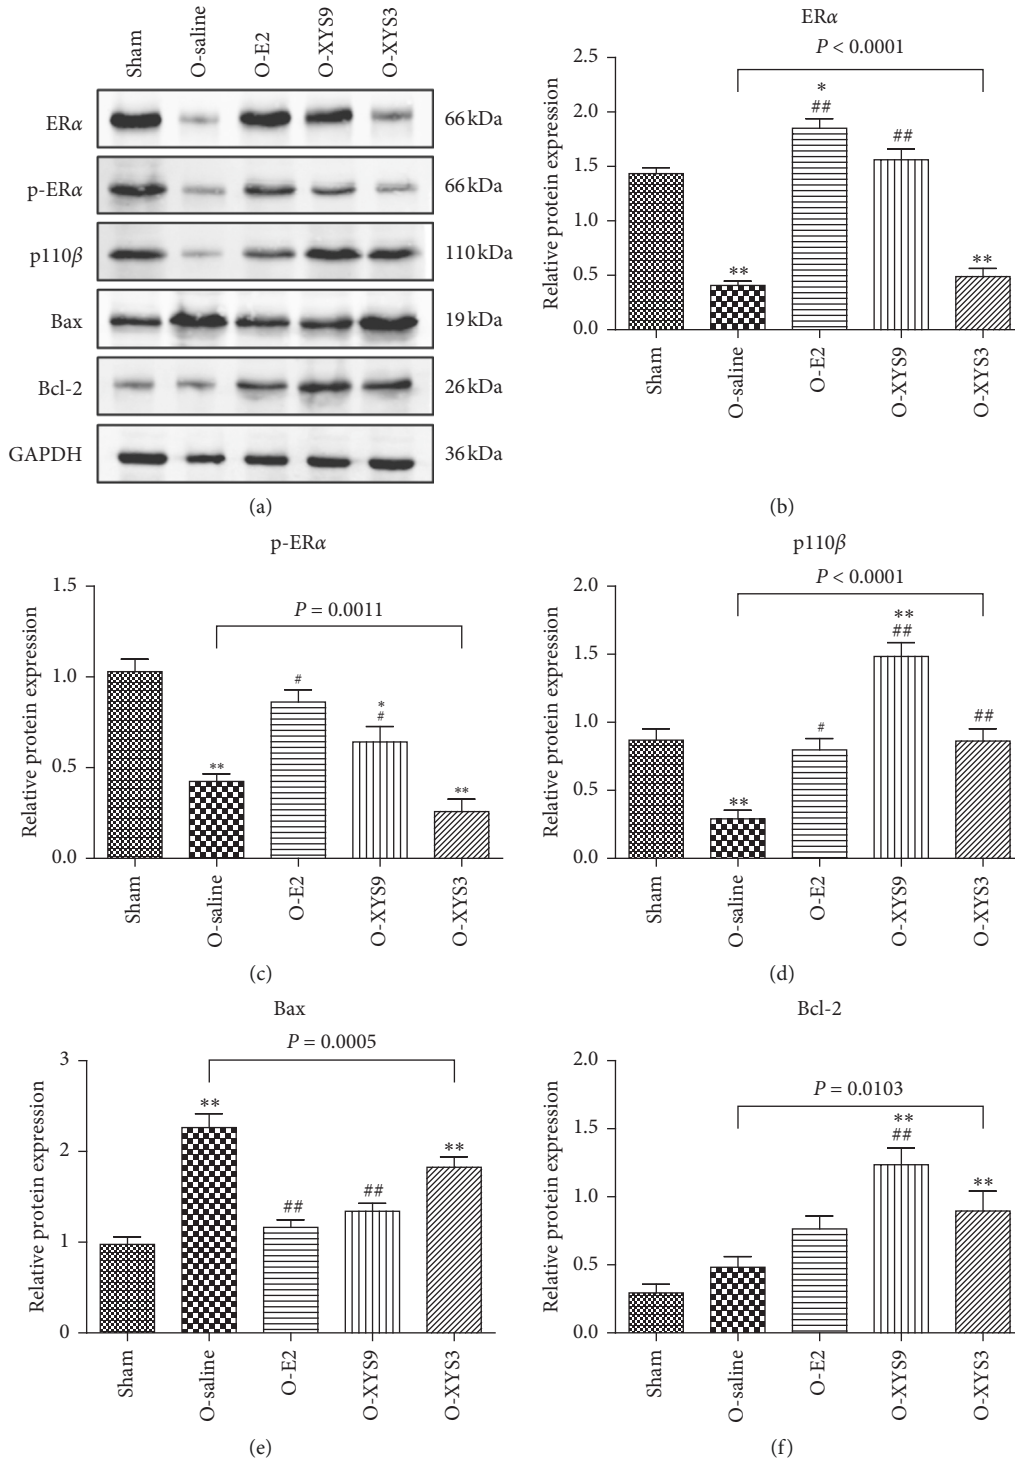 Sham
O-saline
O-E2
O-XYS9
O-XYS3
ERα
66 kDa
p-ERα
66 kDa
p110β
110 kDa
Bax
19 kDa
Bcl-2
26 kDa
GAPDH
36 kDa
(a)
ERα
P < 0.0001
Relative protein expression
2.5
2.0
1.5
1.0
0.5
0.0
**
*
##
##
**
Sham
O-saline
O-E2
O-XYS9
O-XYS3
(b)
p-ERα
P = 0.0011
Relative protein expression
1.5
1.0
0.5
0.0
**
#
*
#
**
Sham
O-saline
O-E2
O-XYS9
O-XYS3
(c)
p110β
P < 0.0001
Relative protein expression
2.0
1.5
1.0
0.5
0.0
**
#
**
##
##
Sham
O-saline
O-E2
O-XYS9
O-XYS3
(d)
Bax
P = 0.0005
Relative protein expression
3
2
1
0
**
##
##
**
Sham
O-saline
O-E2
O-XYS9
O-XYS3
(e)
Bcl-2
P = 0.0103
Relative protein expression
2.0
1.5
1.0
0.5
0.0
**
##
**
Sham
O-saline
O-E2
O-XYS9
O-XYS3
(f)